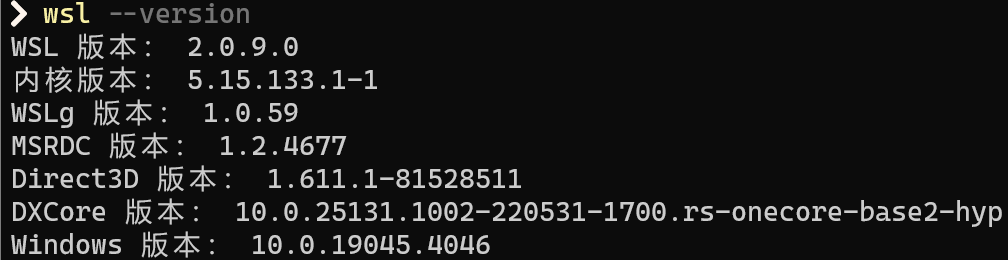 ❯ wsl --version
WSL 版本： 2.0.9.0
内核版本： 5.15.133.1-1
WSLg 版本： 1.0.59
MSRDC 版本： 1.2.4677
Direct3D 版本： 1.611.1-81528511
DXCore 版本： 10.0.25131.1002-220531-1700.rs-onecore-base2-hyp
Windows 版本： 10.0.19045.4046